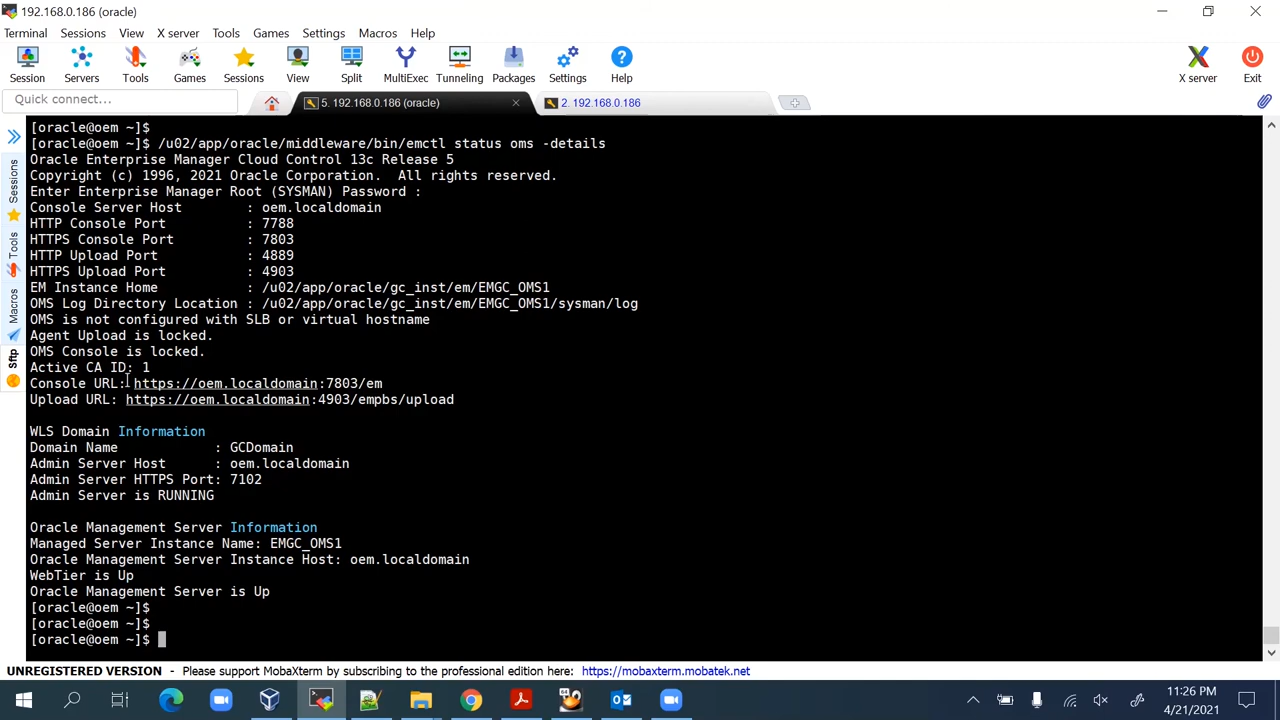 192.168.0.186 (oracle)
Terminal Sessions View X server Tools Games Settings Macros Help
Session Servers Tools Games Sessions View Split MultiExec Tunneling Packages Settings Help X server Exit
Quick connect...
5. 192.168.0.186 (oracle)
2. 192.168.0.186
Sessions
Tools
Macros
Sftp
[oracle@oem ~]$
[oracle@oem ~]$ /u02/app/oracle/middleware/bin/emctl status oms -details
Oracle Enterprise Manager Cloud Control 13c Release 5
Copyright (c) 1996, 2021 Oracle Corporation.  All rights reserved.
Enter Enterprise Manager Root (SYSMAN) Password :
Console Server Host        : oem.localdomain
HTTP Console Port          : 7788
HTTPS Console Port         : 7803
HTTP Upload Port           : 4889
HTTPS Upload Port          : 4903
EM Instance Home           : /u02/app/oracle/gc_inst/em/EMGC_OMS1
OMS Log Directory Location : /u02/app/oracle/gc_inst/em/EMGC_OMS1/sysman/log
OMS is not configured with SLB or virtual hostname
Agent Upload is locked.
OMS Console is locked.
Active CA ID: 1
Console URL: https://oem.localdomain:7803/em
Upload URL: https://oem.localdomain:4903/empbs/upload
WLS Domain Information
Domain Name            : GCDomain
Admin Server Host      : oem.localdomain
Admin Server HTTPS Port: 7102
Admin Server is RUNNING
Oracle Management Server Information
Managed Server Instance Name: EMGC_OMS1
Oracle Management Server Instance Host: oem.localdomain
WebTier is Up
Oracle Management Server is Up
[oracle@oem ~]$
[oracle@oem ~]$
[oracle@oem ~]$
UNREGISTERED VERSION - Please support MobaXterm by subscribing to the professional edition here: https://mobaxterm.mobatek.net
11:26 PM
4/21/2021